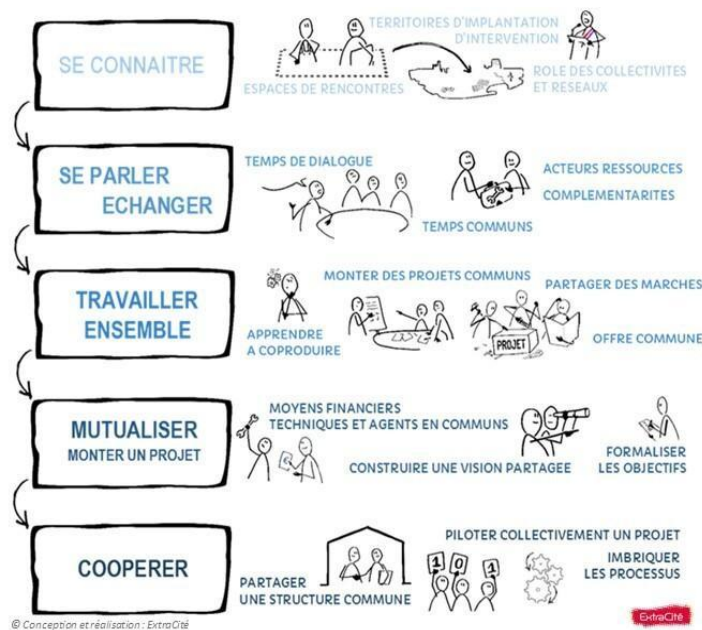 SE CONNAITRE
TERRITOIRES D'IMPLANTATION
D'INTERVENTION
ESPACES DE RENCONTRES
ROLE DES COLLECTIVITES
ET RESEAUX
SE PARLER
ECHANGER
TEMPS DE DIALOGUE
ACTEURS RESSOURCES
COMPLEMENTARITES
TEMPS COMMUNS
TRAVAILLER
ENSEMBLE
MONTER DES PROJETS COMMUNS
PARTAGER DES MARCHES
APPRENDRE
A COPRODUIRE
PROJET
OFFRE COMMUNE
MUTUALISER
MONTER UN PROJET
MOYENS FINANCIERS
TECHNIQUES ET AGENTS EN COMMUNS
CONSTRUIRE UNE VISION PARTAGEE
FORMALISER
LES OBJECTIFS
COOPERER
PILOTER COLLECTIVEMENT UN PROJET
PARTAGER
UNE STRUCTURE COMMUNE
1 0 1
IMBRIQUER
LES PROCESSUS
© Conception et réalisation : ExtraCité
ExtraCité